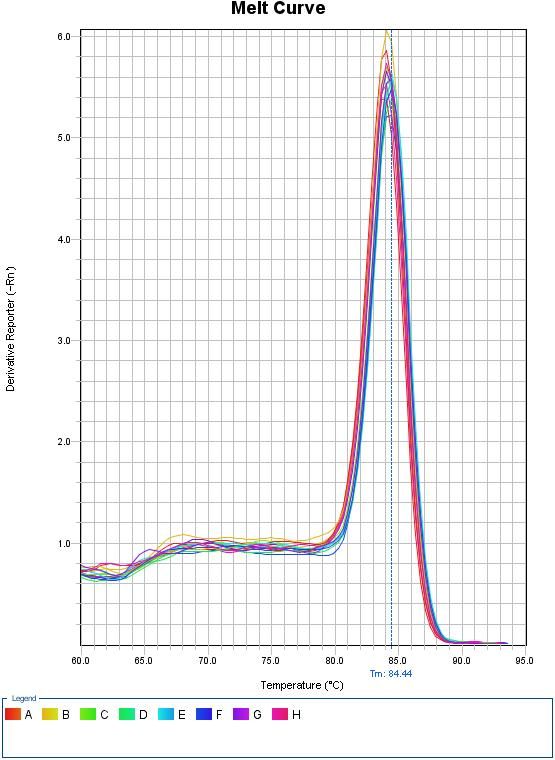 Melt Curve
6.0
5.0
4.0
3.0
2.0
1.0
Derivative Reporter (-Rn')
60.0 65.0 70.0 75.0 80.0 85.0 90.0 95.0
Tm: 84.44
Temperature (°C)
Legend
A B C D E F G H